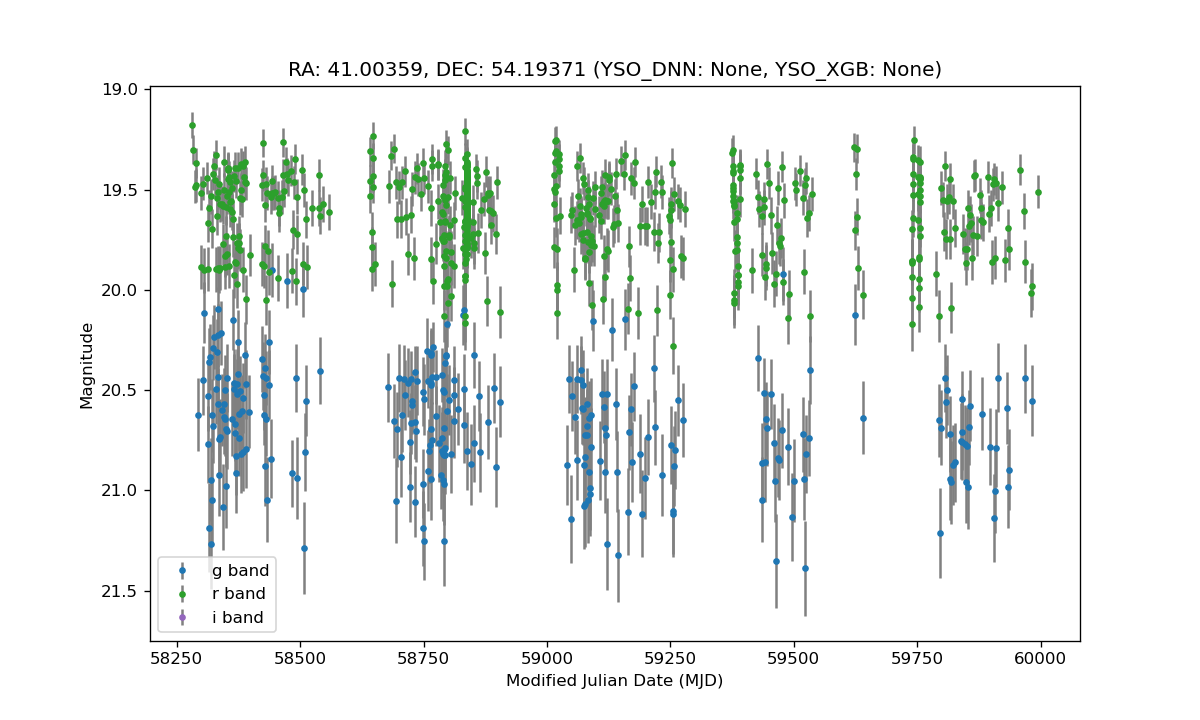 RA: 41.00359, DEC: 54.19371 (YSO_DNN: None, YSO_XGB: None)
19.0
19.5
20.0
20.5
21.0
21.5
Magnitude
g band
r band
i band
58250 58500 58750 59000 59250 59500 59750 60000
Modified Julian Date (MJD)